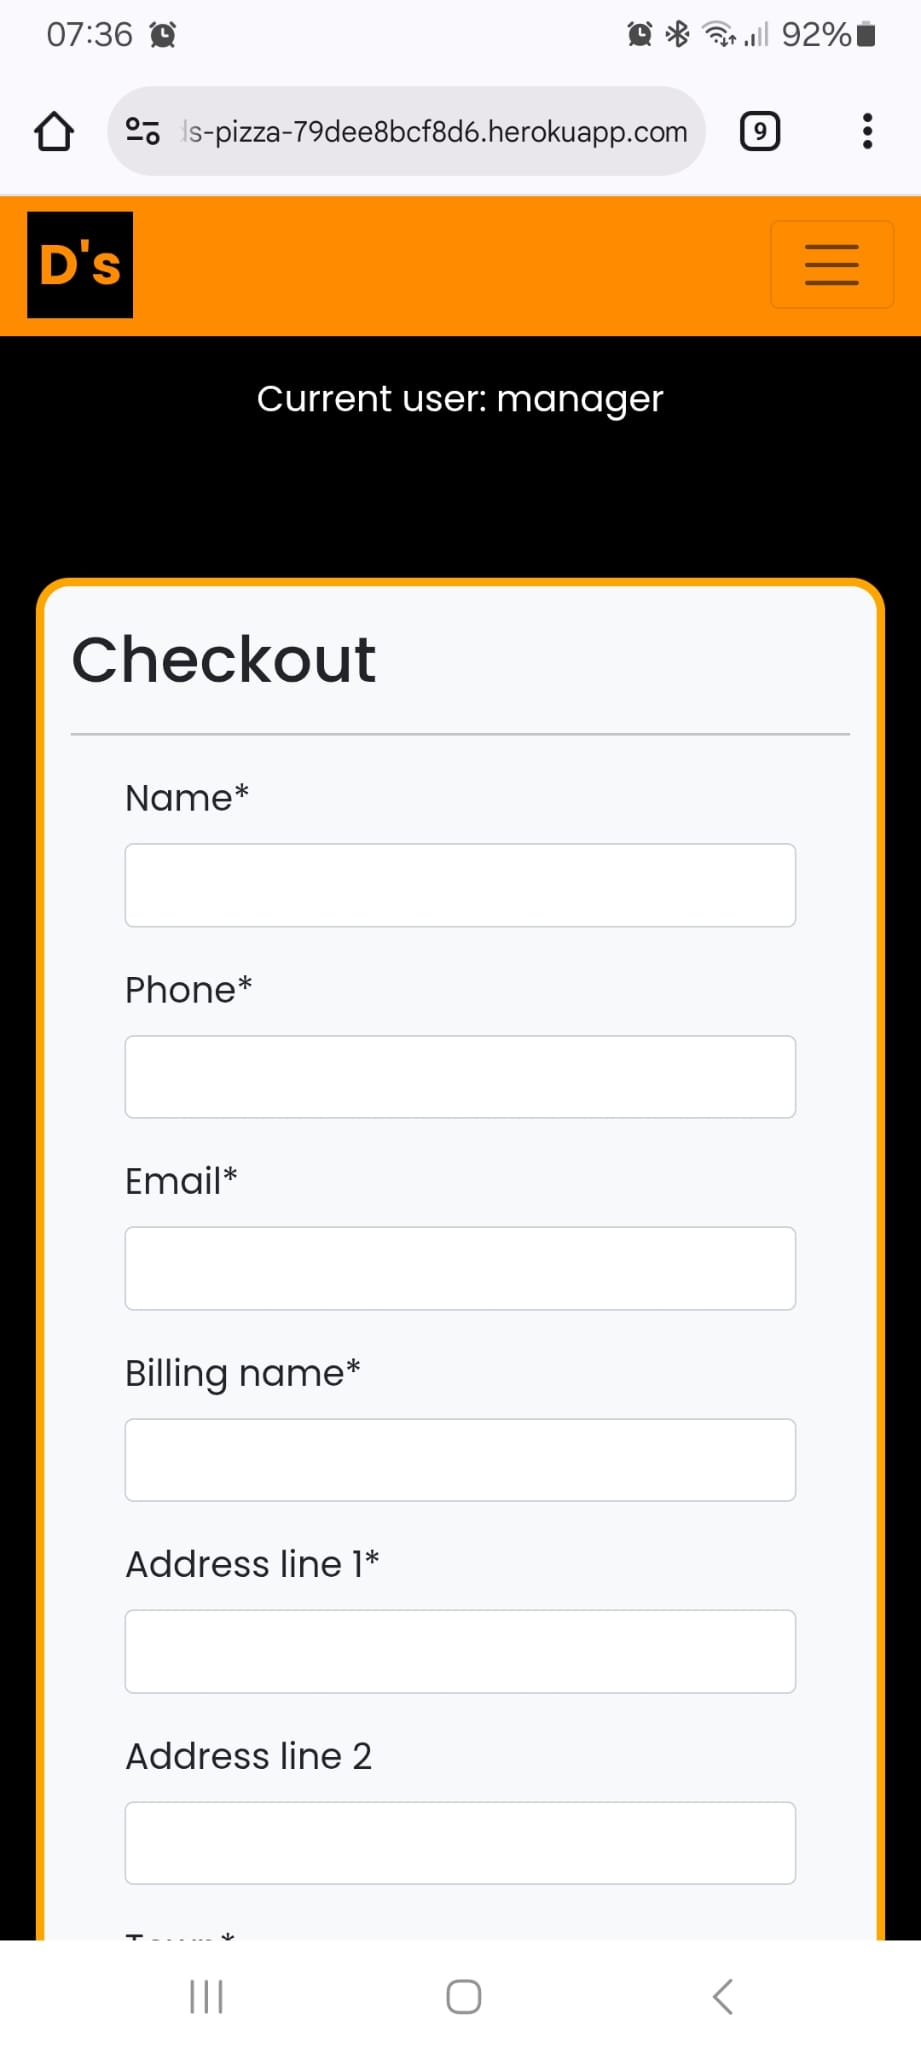 07:36
92%
ds-pizza-79dee8bcf8d6.herokuapp.com
9
D's
Current user: manager
Checkout
Name*
Phone*
Email*
Billing name*
Address line 1*
Address line 2
Town*